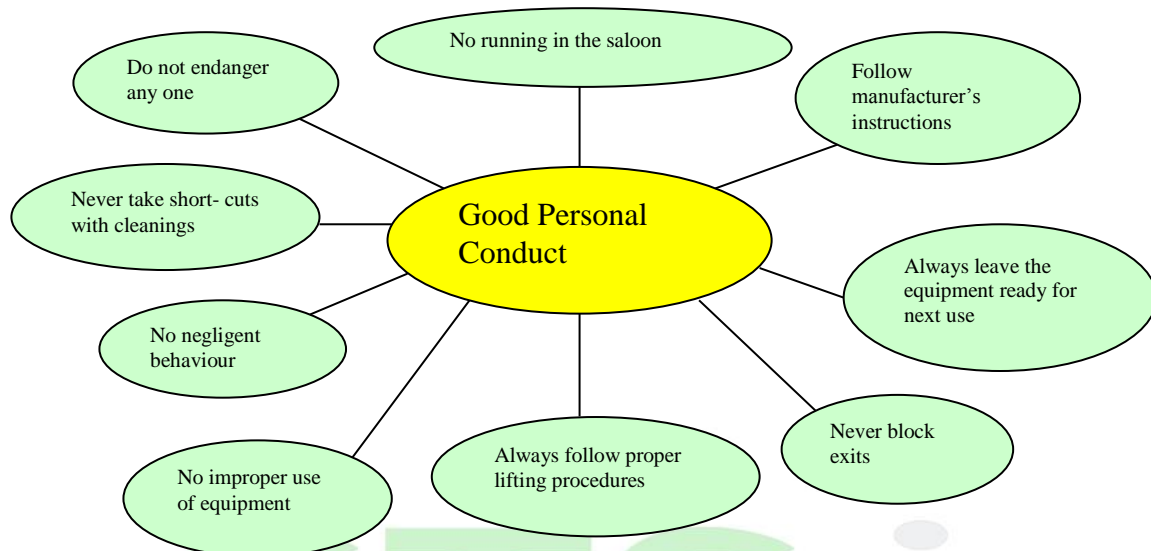 No running in the saloon
Do not endanger
any one
Follow
manufacturer's
instructions
Never take short- cuts
with cleanings
Good Personal
Conduct
Always leave the
equipment ready for
next use
No negligent
behaviour
Never block
exits
Always follow proper
lifting procedures
No improper use
of equipment